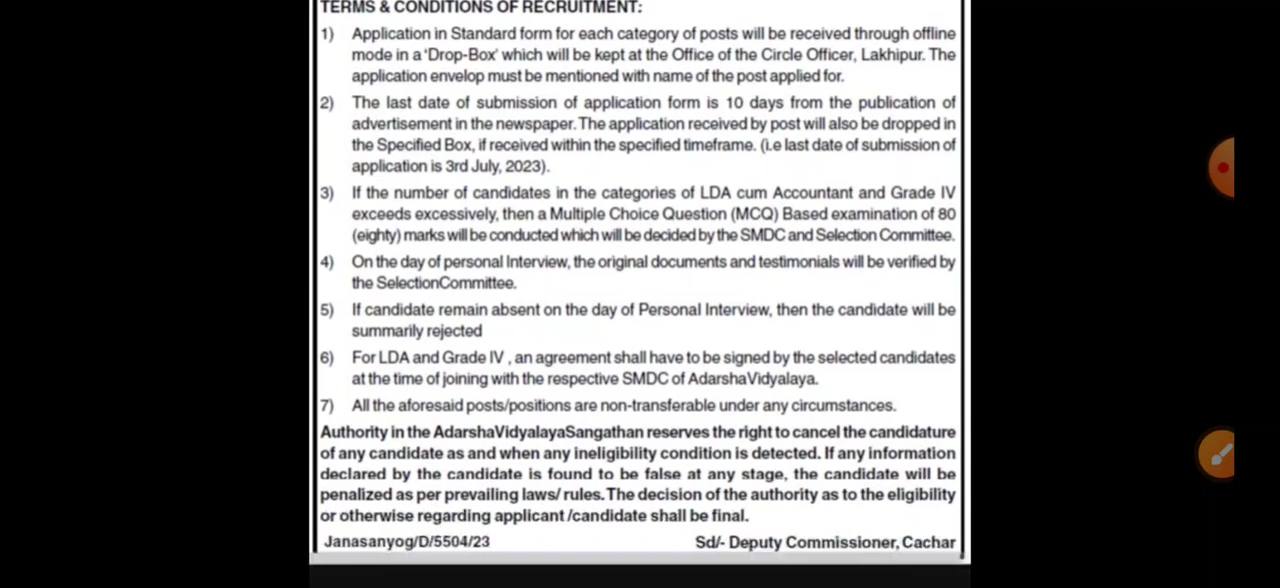 TERMS & CONDITIONS OF RECRUITMENT:
1) Application in Standard form for each category of posts will be received through offline
mode in a 'Drop-Box' which will be kept at the Office of the Circle Officer, Lakhipur. The
application envelop must be mentioned with name of the post applied for.
2) The last date of submission of application form is 10 days from the publication of
advertisement in the newspaper. The application received by post will also be dropped in
the Specified Box, if received within the specified timeframe. (i.e last date of submission of
application is 3rd July, 2023).
3) If the number of candidates in the categories of LDA cum Accountant and Grade IV
exceeds excessively, then a Multiple Choice Question (MCQ) Based examination of 80
(eighty) marks will be conducted which will be decided by the SMDC and Selection Committee.
4) On the day of personal Interview, the original documents and testimonials will be verified by
the SelectionCommittee.
5) If candidate remain absent on the day of Personal Interview, then the candidate will be
summarily rejected
6) For LDA and Grade IV , an agreement shall have to be signed by the selected candidates
at the time of joining with the respective SMDC of AdarshaVidyalaya.
7) All the aforesaid posts/positions are non-transferable under any circumstances.
Authority in the AdarshaVidyalayaSangathan reserves the right to cancel the candidature
of any candidate as and when any ineligibility condition is detected. If any information
declared by the candidate is found to be false at any stage, the candidate will be
penalized as per prevailing laws/ rules. The decision of the authority as to the eligibility
or otherwise regarding applicant /candidate shall be final.
Janasanyog/D/5504/23 Sd/- Deputy Commissioner, Cachar